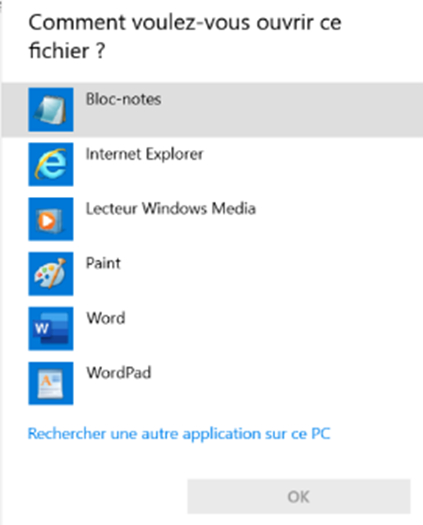 Comment voulez-vous ouvrir ce
fichier ?
Bloc-notes
Internet Explorer
Lecteur Windows Media
Paint
Word
WordPad
Rechercher une autre application sur ce PC
OK